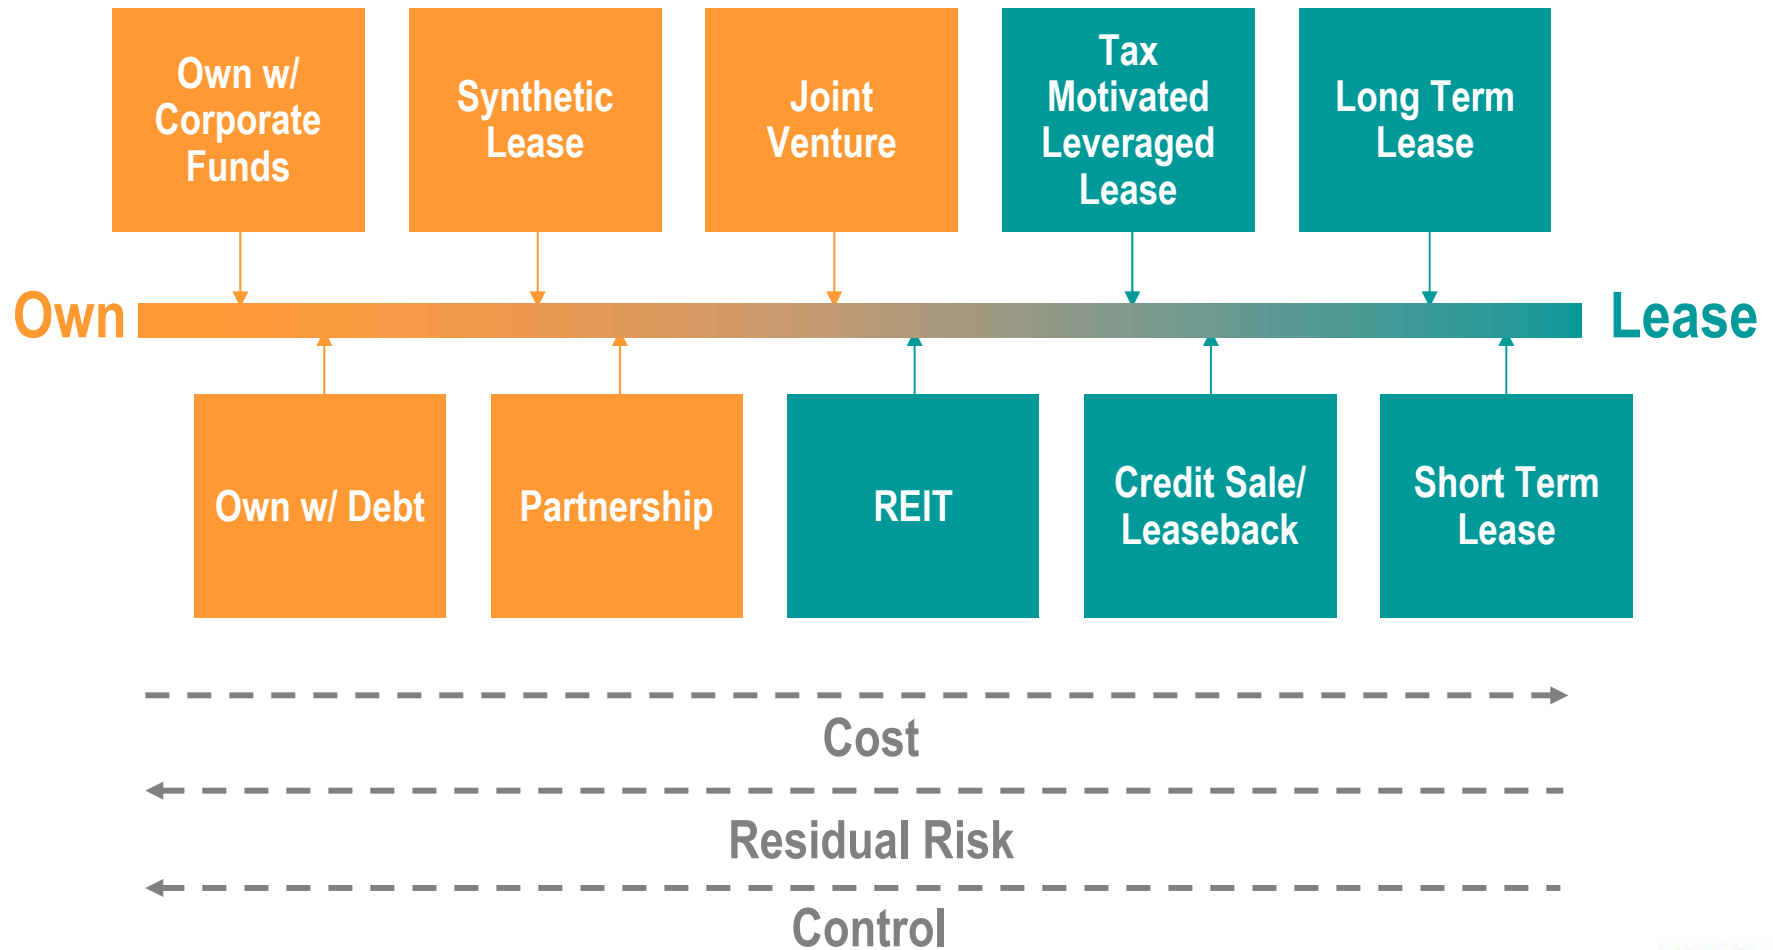 Own w/
Corporate
Funds
Synthetic
Lease
Joint
Venture
Tax
Motivated
Leveraged
Lease
Long Term
Lease
Own
Lease
Own w/ Debt
Partnership
REIT
Credit Sale/
Leaseback
Short Term
Lease
Cost
Residual Risk
Control